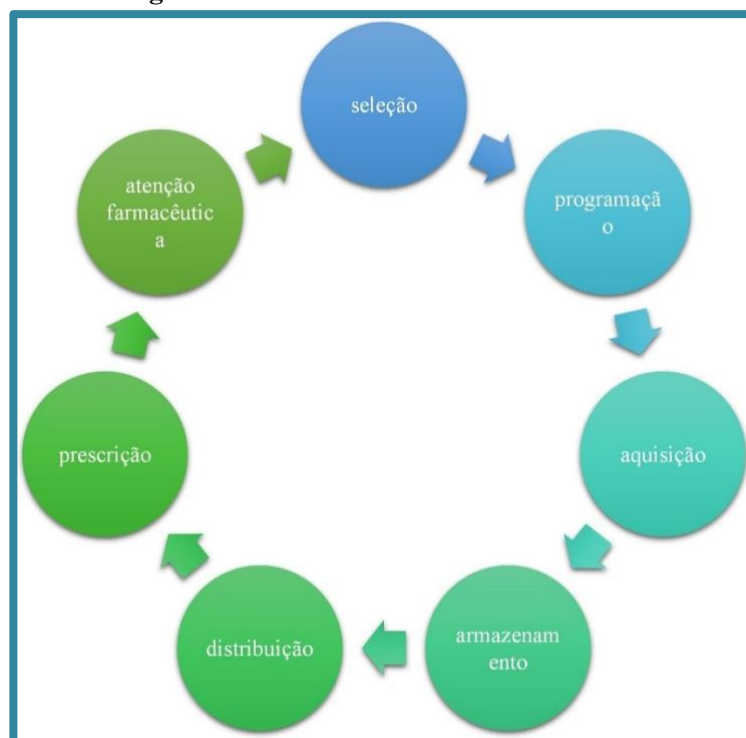 seleção
programaçã
o
aquisição
armazenam
ento
distribuição
prescrição
atenção
farmacêutic
a